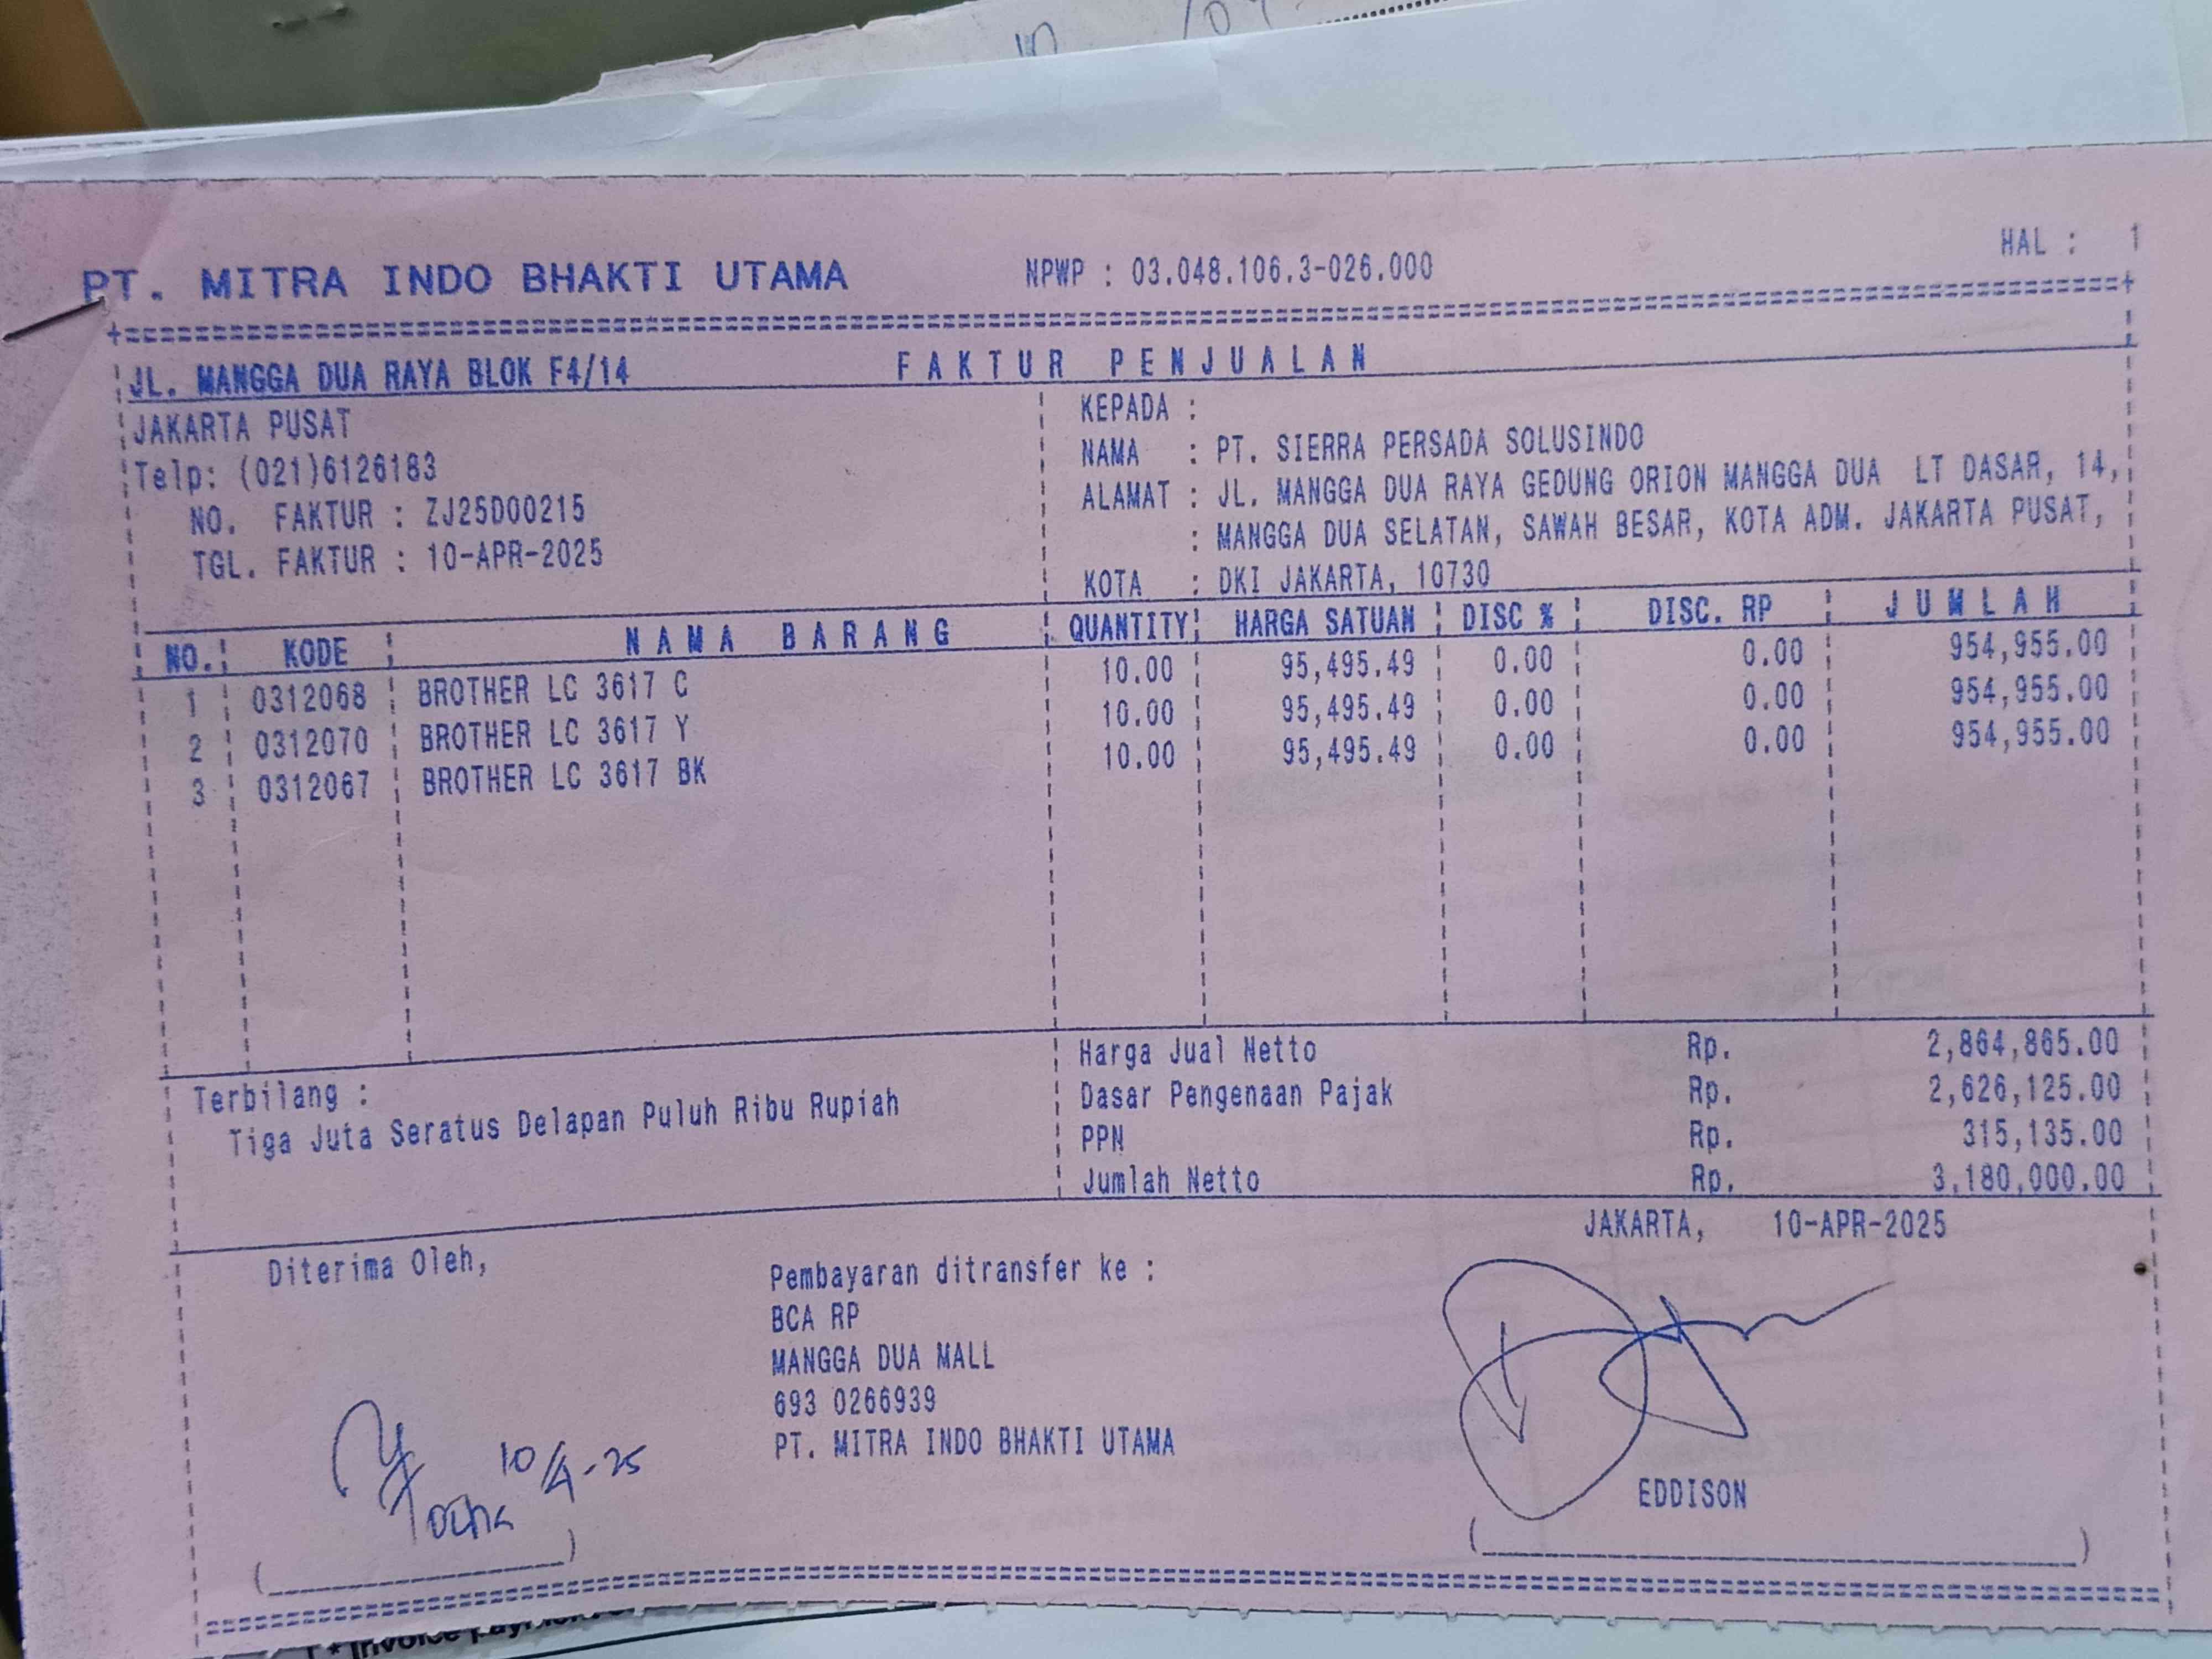 PT. MITRA INDO BHAKTI UTAMA NPWP : 03.048.106.3-026.000 HAL : 1
JL. MANGGA DUA RAYA BLOK F4/14 FAKTUR PENJUALAN
JAKARTA PUSAT
Telp: (021)6126183
NO. FAKTUR : ZJ25D00215
TGL. FAKTUR : 10-APR-2025
KEPADA :
NAMA : PT. SIERRA PERSADA SOLUSINDO
ALAMAT : JL. MANGGA DUA RAYA GEDUNG ORION MANGGA DUA LT DASAR, 14,
: MANGGA DUA SELATAN, SAWAH BESAR, KOTA ADM. JAKARTA PUSAT,
KOTA : DKI JAKARTA, 10730
NO. KODE NAMA BARANG QUANTITY HARGA SATUAN DISC % DISC. RP JUMLAH
1 0312068 BROTHER LC 3617 C 10.00 95,495.49 0.00 0.00 954,955.00
2 0312070 BROTHER LC 3617 Y 10.00 95,495.49 0.00 0.00 954,955.00
3 0312067 BROTHER LC 3617 BK 10.00 95,495.49 0.00 0.00 954,955.00
Terbilang :
Tiga Juta Seratus Delapan Puluh Ribu Rupiah
Harga Jual Netto Rp. 2,864,865.00
Dasar Pengenaan Pajak Rp. 2,626,125.00
PPN Rp. 315,135.00
Jumlah Netto Rp. 3,180,000.00
JAKARTA, 10-APR-2025
Diterima Oleh,
Pembayaran ditransfer ke :
BCA RP
MANGGA DUA MALL
693 0266939
PT. MITRA INDO BHAKTI UTAMA
10/4-25
EDDISON
* Invoice